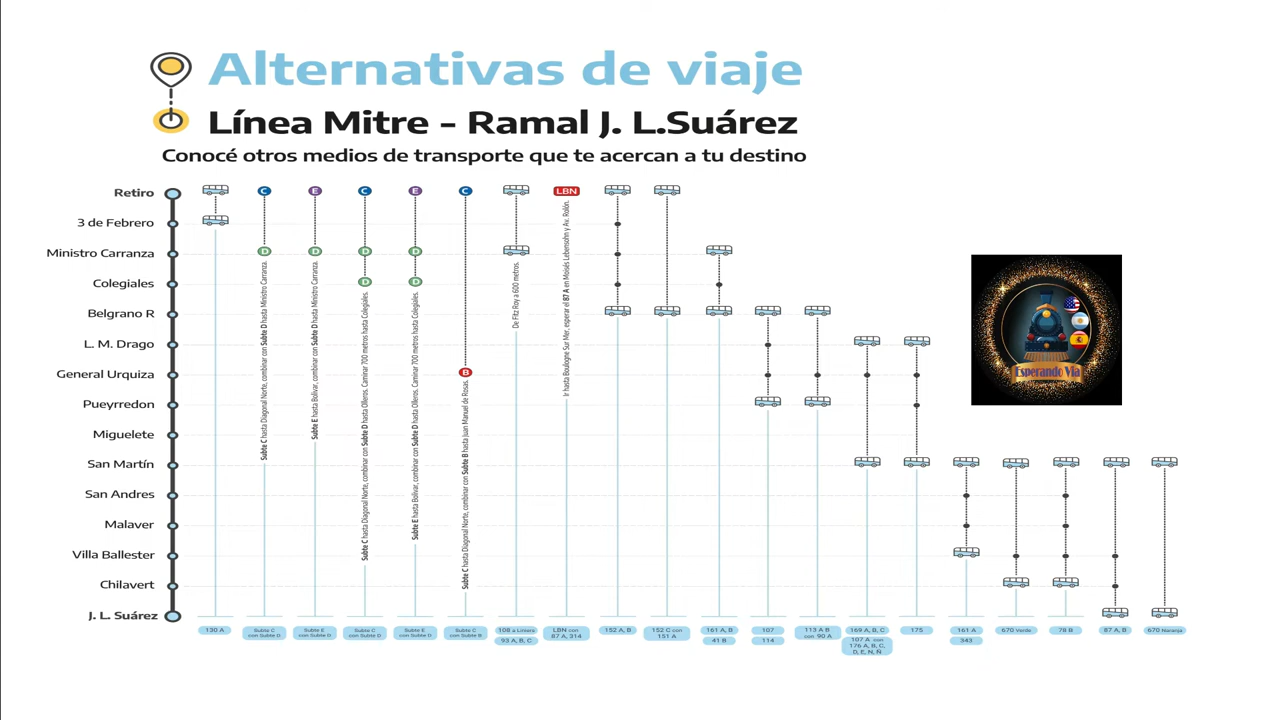 Alternativas de viaje
Línea Mitre - Ramal J. L.Suárez
Conocé otros medios de transporte que te acercan a tu destino
Retiro
3 de Febrero
Ministro Carranza
Colegiales
Belgrano R
L. M. Drago
General Urquiza
Pueyrredon
Miguelete
San Martín
San Andres
Malaver
Villa Ballester
Chilavert
J. L. Suárez
C
E
C
E
C
LBN
D
D
D
D
D
D
B
Subte C hasta Diagonal Norte, combinar con Subte D hasta Ministro Carranza.
Subte E hasta Bolívar, combinar con Subte D hasta Ministro Carranza.
Subte C hasta Diagonal Norte, combinar con Subte D hasta Olleros. Caminar 700 metros hasta Colegiales.
Subte E hasta Bolívar, combinar con Subte D hasta Olleros. Caminar 700 metros hasta Colegiales.
Subte C hasta Diagonal Norte, combinar con Subte B hasta Juan Manuel de Rosas.
De Fitz Roy a 600 metros.
Ir hasta Boulogne Sur Mer, esperar el 87 A en Moisés Lebensohn y Av. Rolón.
Esperando Vía
130 A
Subte C
con Subte D
Subte E
con Subte D
Subte C
con Subte D
Subte E
con Subte D
Subte C
con Subte B
108 a Liniers
93 A, B, C
LBN con
87 A, 314
152 A, B
152 C con
151 A
161 A, B
41 B
107
114
113 A B
con 90 A
169 A, B, C
107 A con
176 A, B, C,
D, E, N, Ñ
175
161 A
343
670 Verde
78 B
87 A, B
670 Naranja